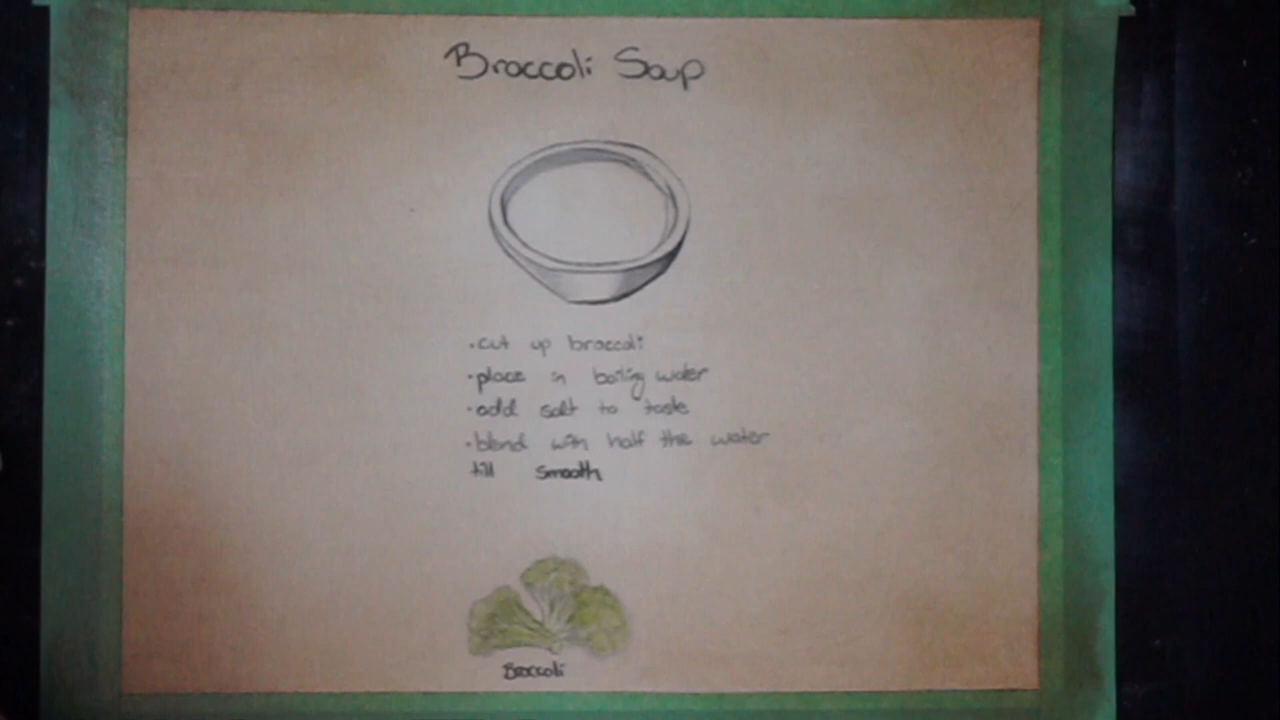 Broccoli Soup
• cut up broccoli
• place in boiling water
• add salt to taste
• blend with half the water
till smooth
Broccoli